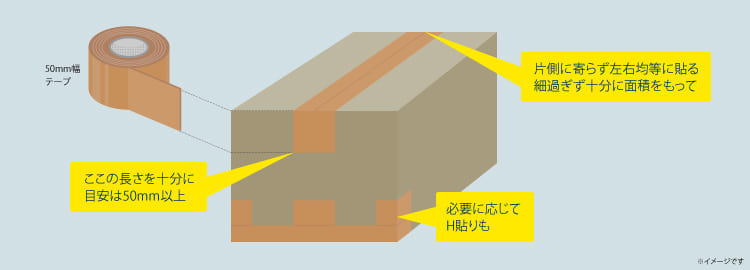 50mm幅
テープ
片側に寄らず左右均等に貼る
細過ぎず十分に面積をもって
ここの長さを十分に
目安は50mm以上
必要に応じて
H貼りも
※イメージです